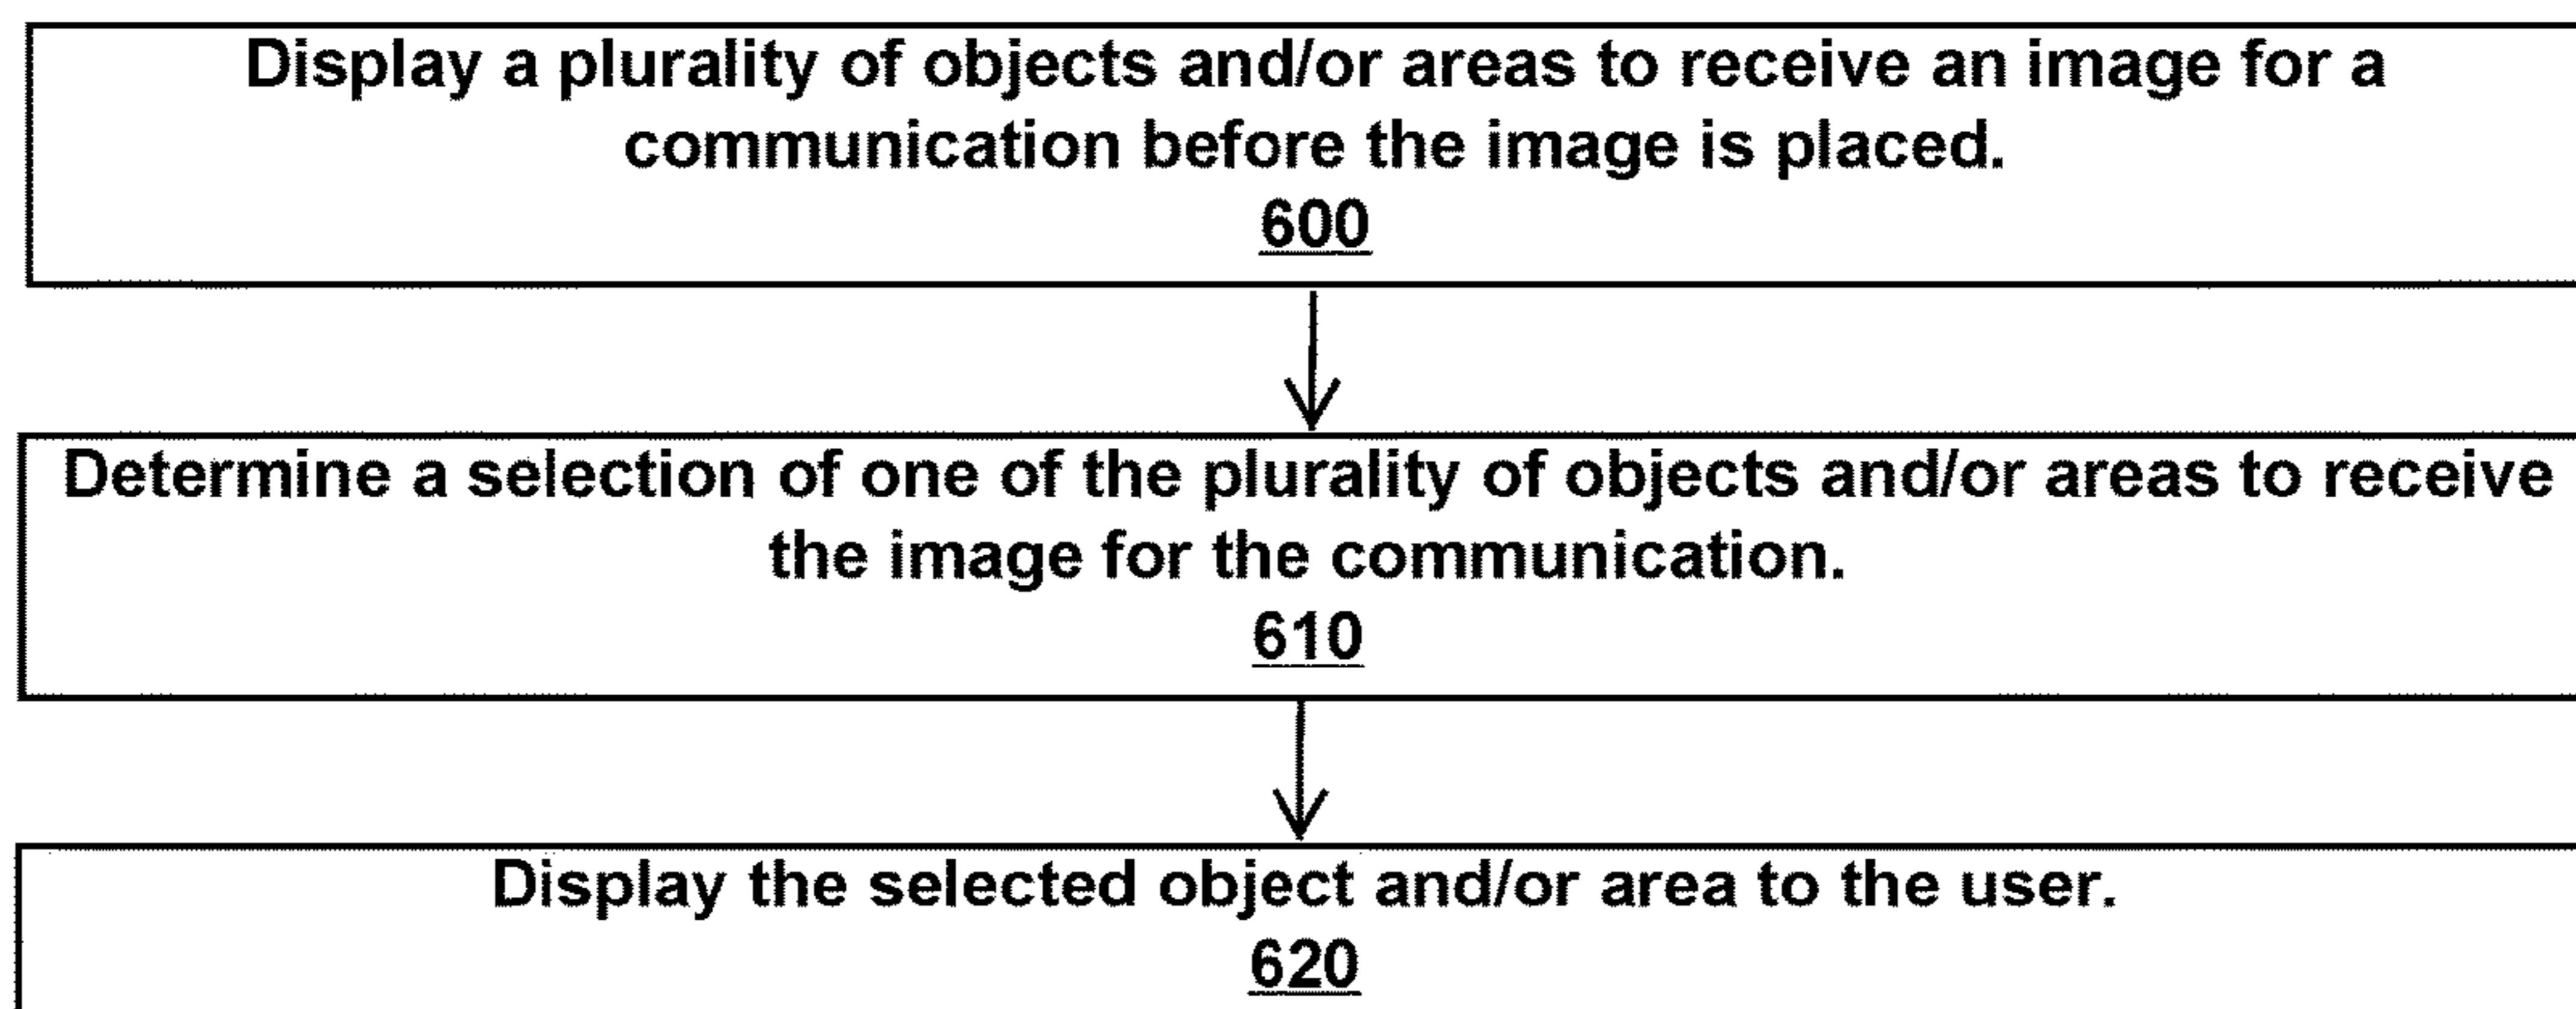 Display a plurality of objects and/or areas to receive an image for a
communication before the image is placed.
600
Determine a selection of one of the plurality of objects and/or areas to receive
the image for the communication.
610
Display the selected object and/or area to the user.
620